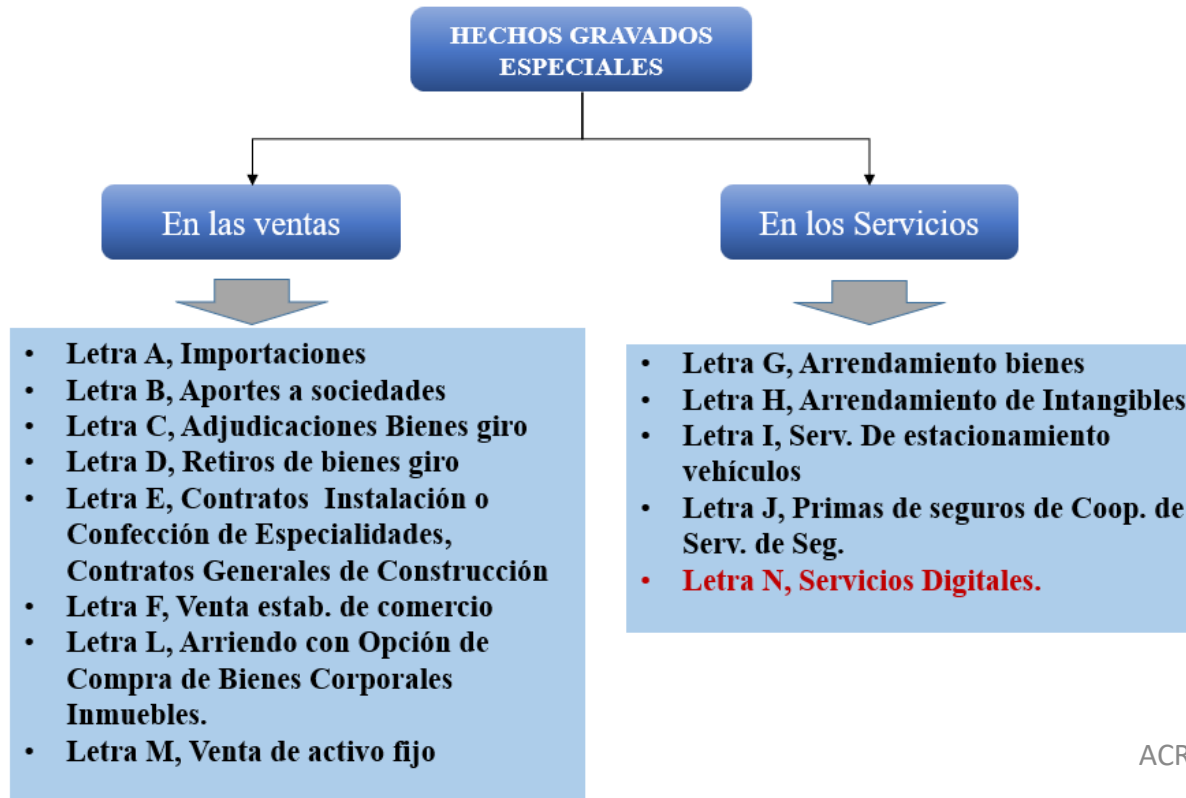 HECHOS GRAVADOS
ESPECIALES
En las ventas
En los Servicios
• Letra A, Importaciones
• Letra B, Aportes a sociedades
• Letra C, Adjudicaciones Bienes giro
• Letra D, Retiros de bienes giro
• Letra E, Contratos Instalación o
Confección de Especialidades,
Contratos Generales de Construcción
• Letra F, Venta estab. de comercio
• Letra L, Arriendo con Opción de
Compra de Bienes Corporales
Inmuebles.
• Letra M, Venta de activo fijo
• Letra G, Arrendamiento bienes
• Letra H, Arrendamiento de Intangibles
• Letra I, Serv. De estacionamiento
vehículos
• Letra J, Primas de seguros de Coop. de
Serv. de Seg.
• Letra N, Servicios Digitales.
ACR